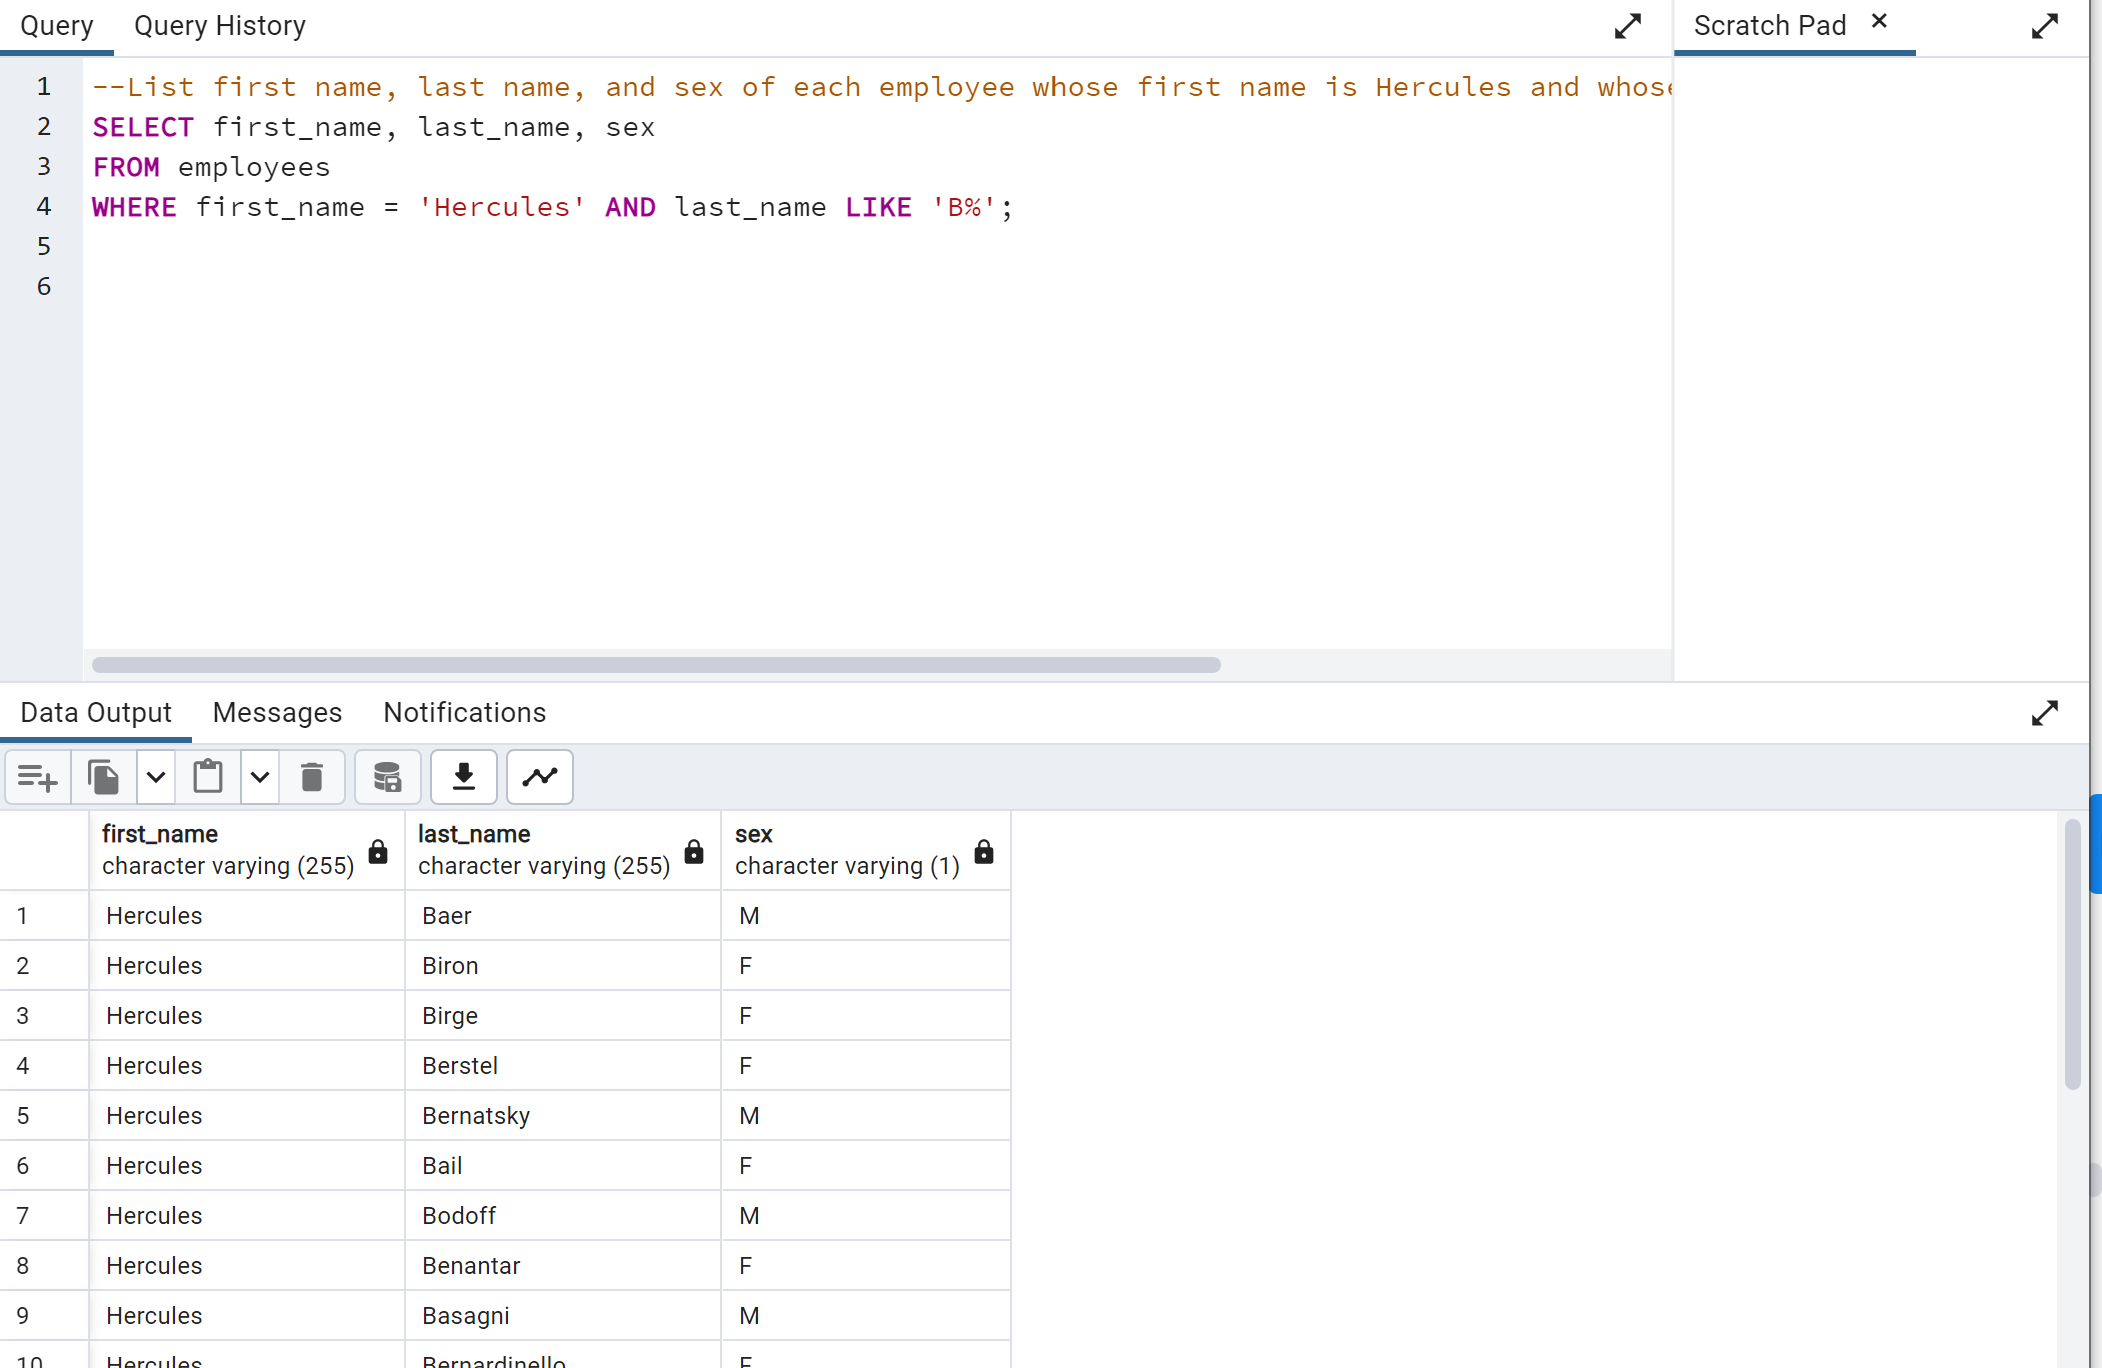 Query Query History Scratch Pad
1 --List first name, last name, and sex of each employee whose first name is Hercules and whose
2 SELECT first_name, last_name, sex
3 FROM employees
4 WHERE first_name = 'Hercules' AND last_name LIKE 'B%';
5
6
Data Output Messages Notifications
first_name last_name sex
character varying (255) character varying (255) character varying (1)
1 Hercules Baer M
2 Hercules Biron F
3 Hercules Birge F
4 Hercules Berstel F
5 Hercules Bernatsky M
6 Hercules Bail F
7 Hercules Bodoff M
8 Hercules Benantar F
9 Hercules Basagni M
10 Hercules Bernardinello F